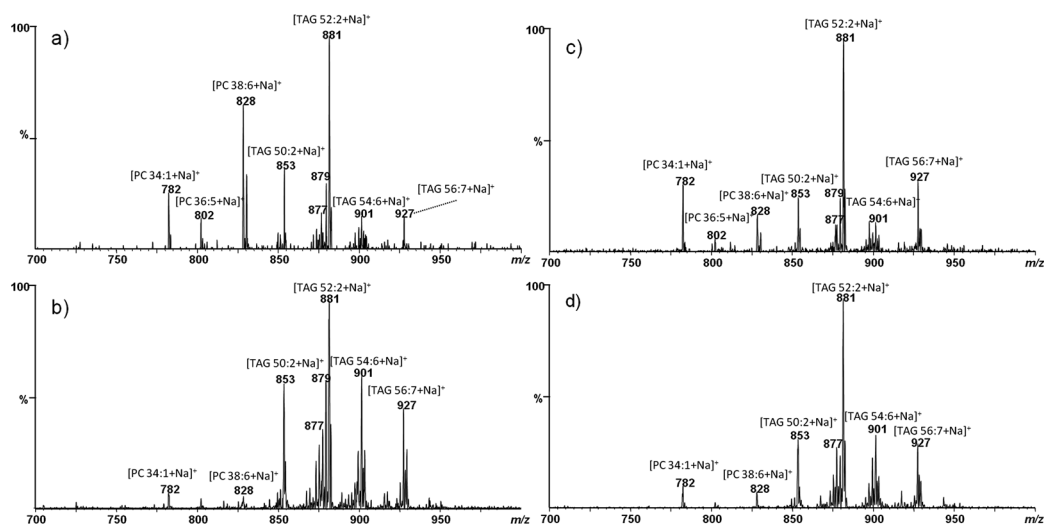 a)
100
%
[TAG 52:2+Na]⁺
881
[PC 38:6+Na]⁺
828
[TAG 50:2+Na]⁺
853
879
[PC 34:1+Na]⁺
782
[PC 36:5+Na]⁺
802
877
[TAG 54:6+Na]⁺
901
927
[TAG 56:7+Na]⁺
700 750 800 850 900 950 m/z
b)
100
%
[TAG 52:2+Na]⁺
881
[TAG 50:2+Na]⁺
853
879
[TAG 54:6+Na]⁺
901
[TAG 56:7+Na]⁺
927
877
[PC 34:1+Na]⁺
782
[PC 38:6+Na]⁺
828
700 750 800 850 900 950 m/z
c)
100
%
[TAG 52:2+Na]⁺
881
[PC 34:1+Na]⁺
782
[PC 36:5+Na]⁺
802
[PC 38:6+Na]⁺
828
[TAG 50:2+Na]⁺
853
879
877
[TAG 54:6+Na]⁺
901
[TAG 56:7+Na]⁺
927
700 750 800 850 900 950 m/z
d)
100
%
[TAG 52:2+Na]⁺
881
[TAG 50:2+Na]⁺
853
877
[TAG 54:6+Na]⁺
901
[TAG 56:7+Na]⁺
927
[PC 34:1+Na]⁺
782
[PC 38:6+Na]⁺
828
700 750 800 850 900 950 m/z